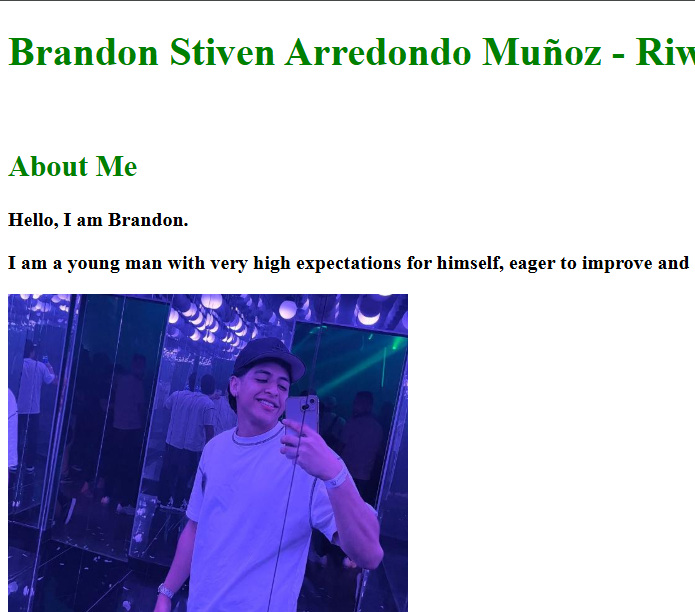 Brandon Stiven Arredondo Muñoz - Riw
About Me
Hello, I am Brandon.
I am a young man with very high expectations for himself, eager to improve and